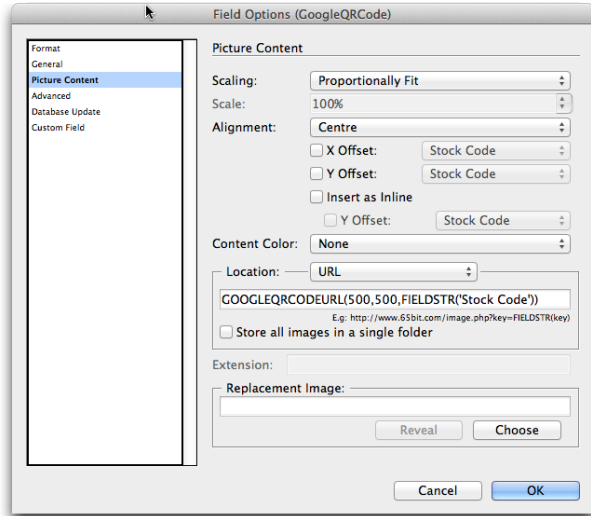 Field Options (GoogleQRCode)
Format
General
Picture Content
Advanced
Database Update
Custom Field
Picture Content
Scaling: Proportionally Fit
Scale: 100%
Alignment: Centre
X Offset: Stock Code
Y Offset: Stock Code
Insert as Inline
Y Offset: Stock Code
Content Color: None
Location: URL
GOOGLEQRCODEURL(500,500,FIELDSTR('Stock Code'))
E.g: http://www.65bit.com/image.php?key=FIELDSTR(key)
Store all images in a single folder
Extension:
Replacement Image:
Reveal Choose
Cancel OK